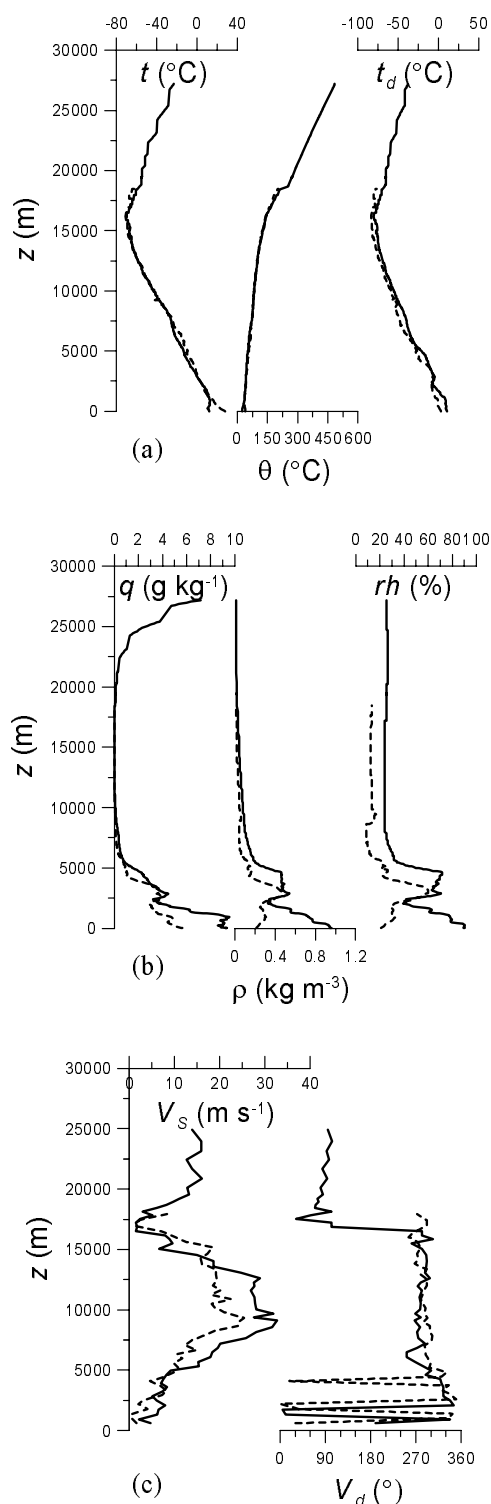 -80 -40 0 40
-100 -50 0 50
30000
t (°C)
t_d (°C)
25000
20000
15000
10000
5000
0
z (m)
0 150 300 450 600
θ (°C)
(a)
0 2 4 6 8 10
0 20 40 60 80 100
30000
q (g kg⁻¹)
rh (%)
25000
20000
15000
10000
5000
0
z (m)
0 0.4 0.8 1.2
ρ (kg m⁻³)
(b)
0 10 20 30 40
30000
V_S (m s⁻¹)
25000
20000
15000
10000
5000
0
z (m)
0 90 180 270 360
V_d (°)
(c)